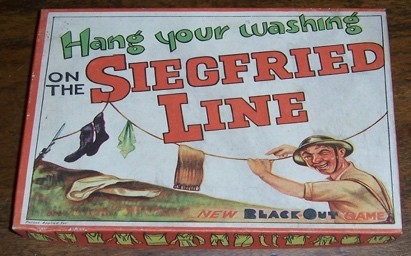 Hang your washing
ON THE SIEGFRIED
LINE
NEW BLACK-OUT GAME